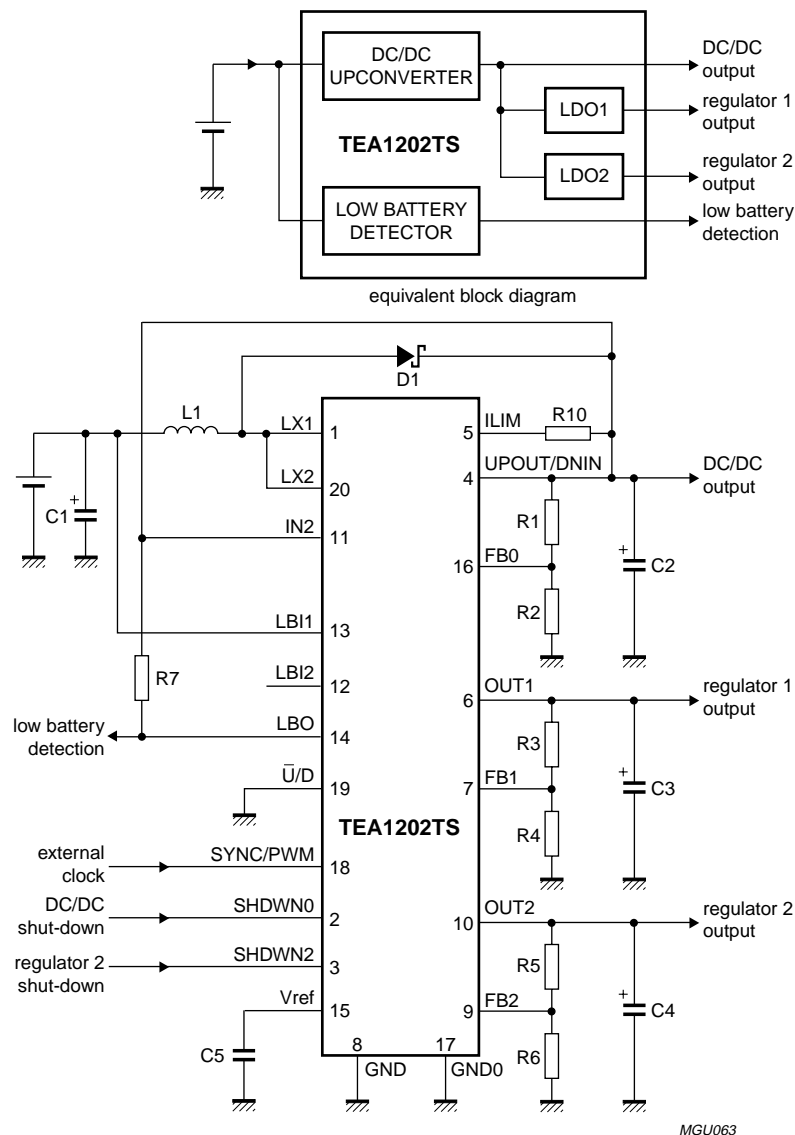 DC/DC
UPCONVERTER
DC/DC
output
LDO1
regulator 1
output
TEA1202TS
LDO2
regulator 2
output
LOW BATTERY
DETECTOR
low battery
detection
equivalent block diagram
D1
L1
LX1
1
5
ILIM
R10
LX2
20
4
UPOUT/DNIN
DC/DC
output
C1
+
IN2
11
R1
16
FB0
+
C2
R2
LBI1
13
R7
LBI2
12
6
OUT1
regulator 1
output
low battery
detection
LBO
14
R3
U̅/D
19
7
FB1
+
C3
TEA1202TS
R4
external
clock
SYNC/PWM
18
DC/DC
shut-down
SHDWN0
2
10
OUT2
regulator 2
output
regulator 2
shut-down
SHDWN2
3
R5
Vref
15
9
FB2
+
C4
C5
8
GND
17
GND0
R6
MGU063